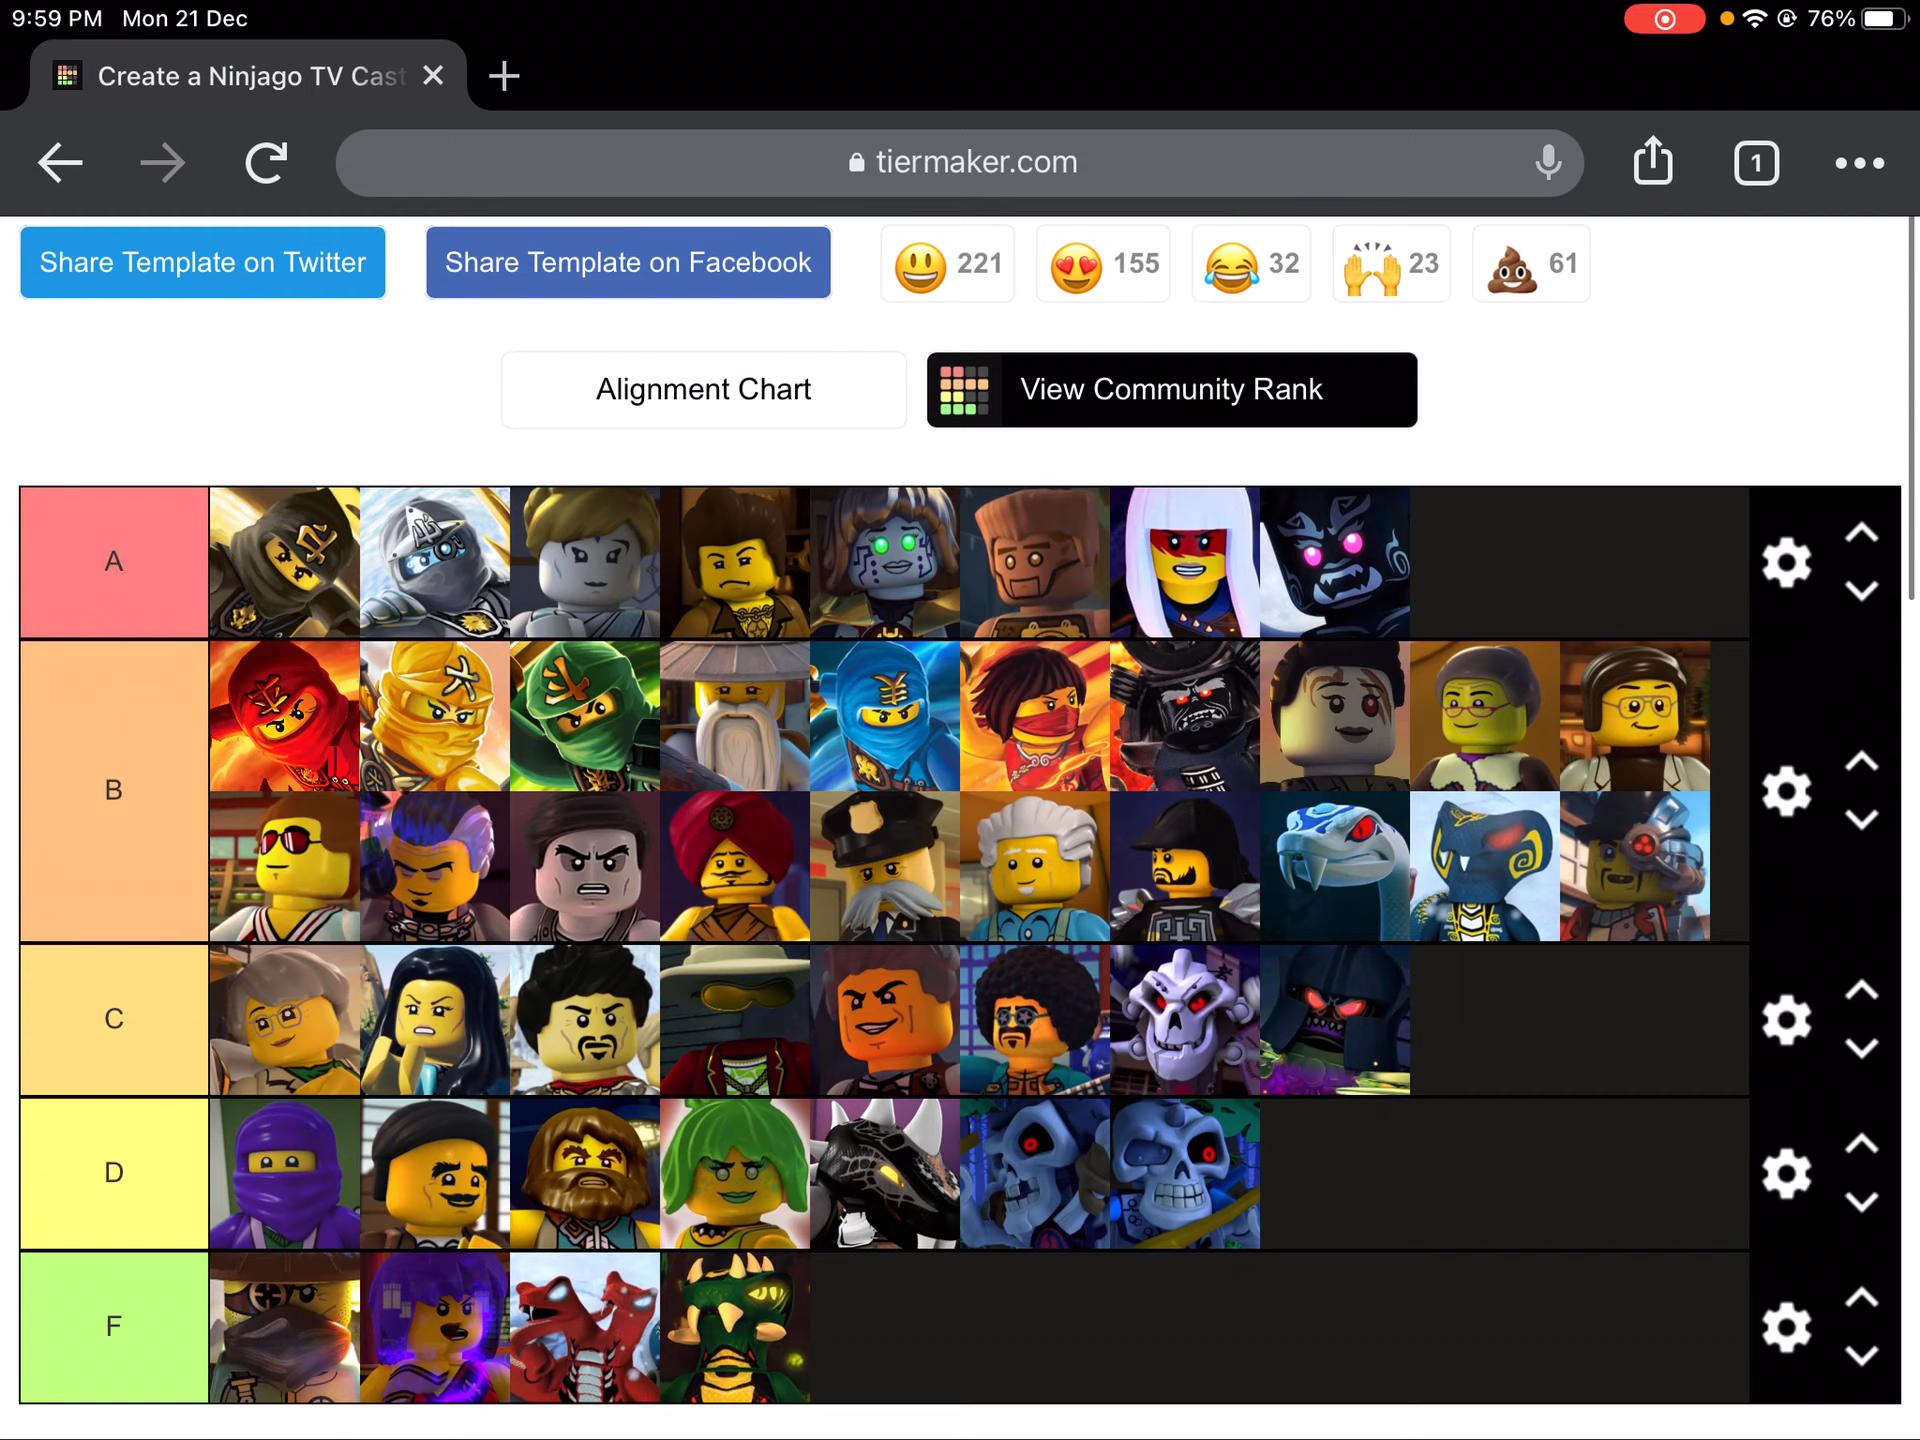 9:59 PM Mon 21 Dec
76%
Create a Ninjago TV Cast
tiermaker.com
1
Share Template on Twitter
Share Template on Facebook
221
155
32
23
61
Alignment Chart
View Community Rank
A
B
C
D
F